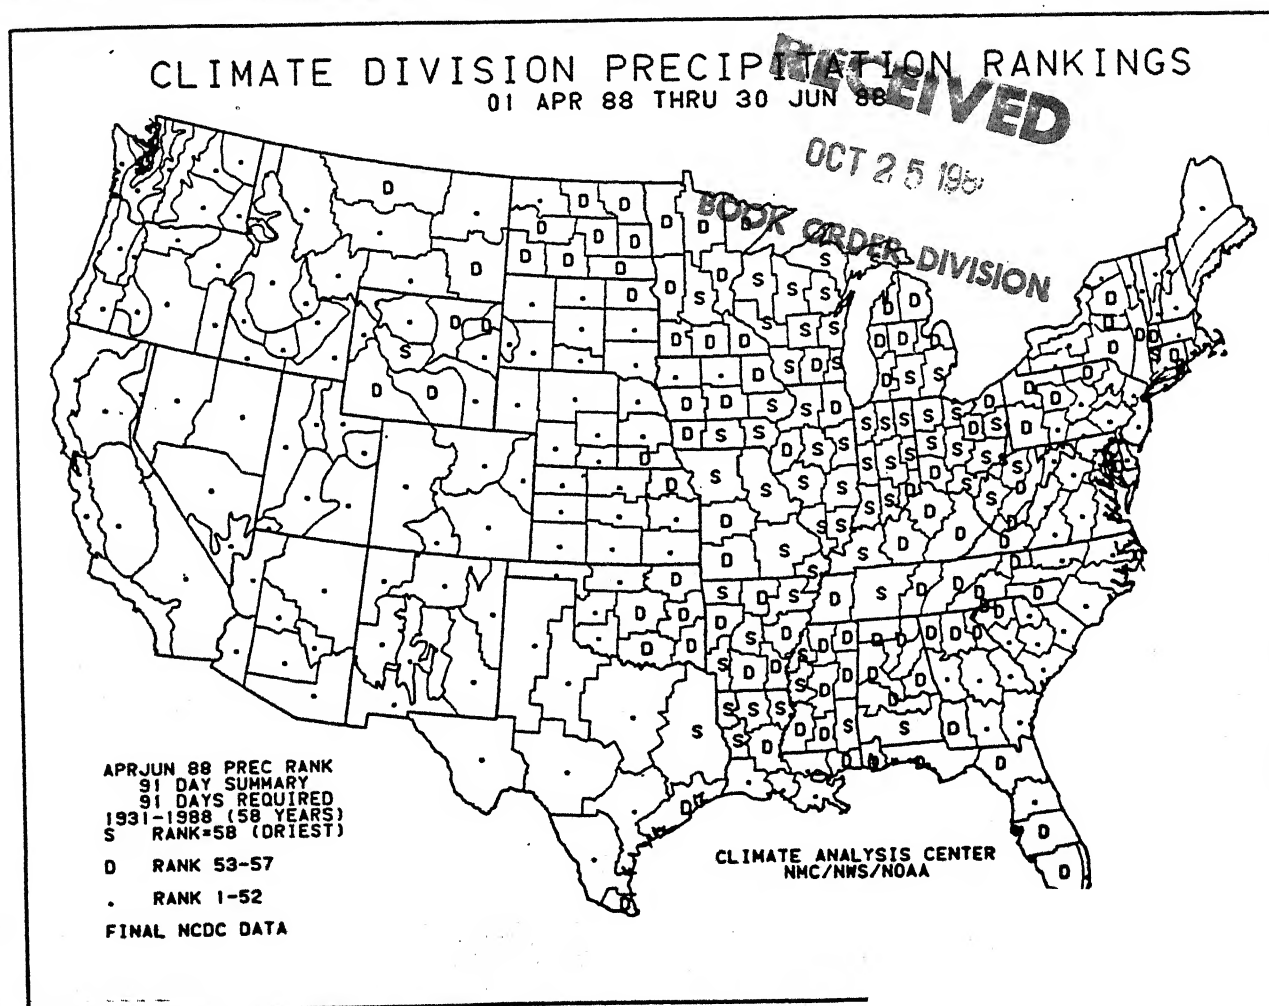 CLIMATE DIVISION PRECIPITATION RANKINGS
01 APR 88 THRU 30 JUN 88
RECEIVED
OCT 25
BOOK ORDER DIVISION
APRJUN 88 PREC RANK
91 DAY SUMMARY
91 DAYS REQUIRED
1931-1988 (58 YEARS)
S RANK=58 (DRIEST)
D RANK 53-57
. RANK 1-52
FINAL NCDC DATA
CLIMATE ANALYSIS CENTER
NMC/NWS/NOAA